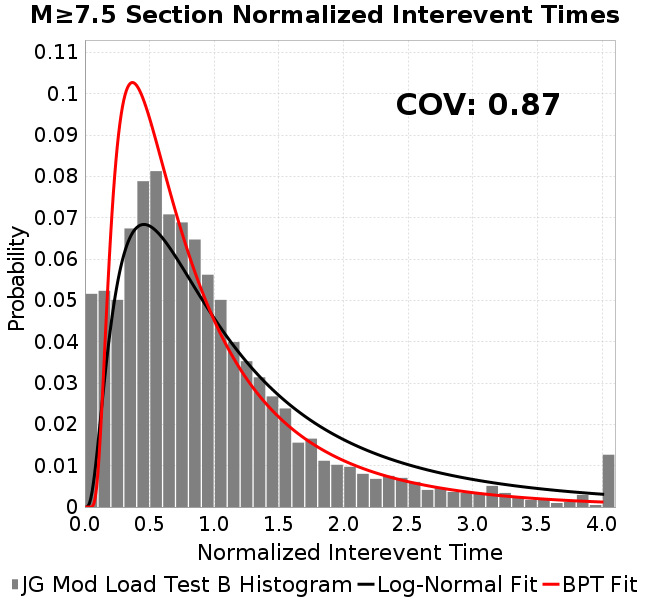 M≥7.5 Section Normalized Interevent Times
COV: 0.87
Probability
0.11
0.1
0.09
0.08
0.07
0.06
0.05
0.04
0.03
0.02
0.01
0
0.0 0.5 1.0 1.5 2.0 2.5 3.0 3.5 4.0
Normalized Interevent Time
JG Mod Load Test B Histogram Log-Normal Fit BPT Fit